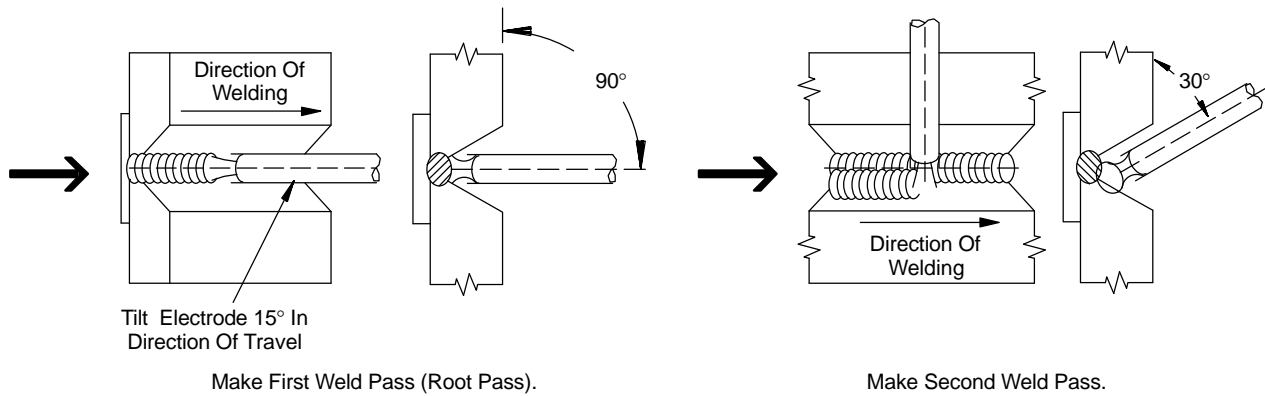 Direction Of
Welding
90°
30°
Direction Of
Welding
Tilt Electrode 15° In
Direction Of Travel
Make First Weld Pass (Root Pass).
Make Second Weld Pass.